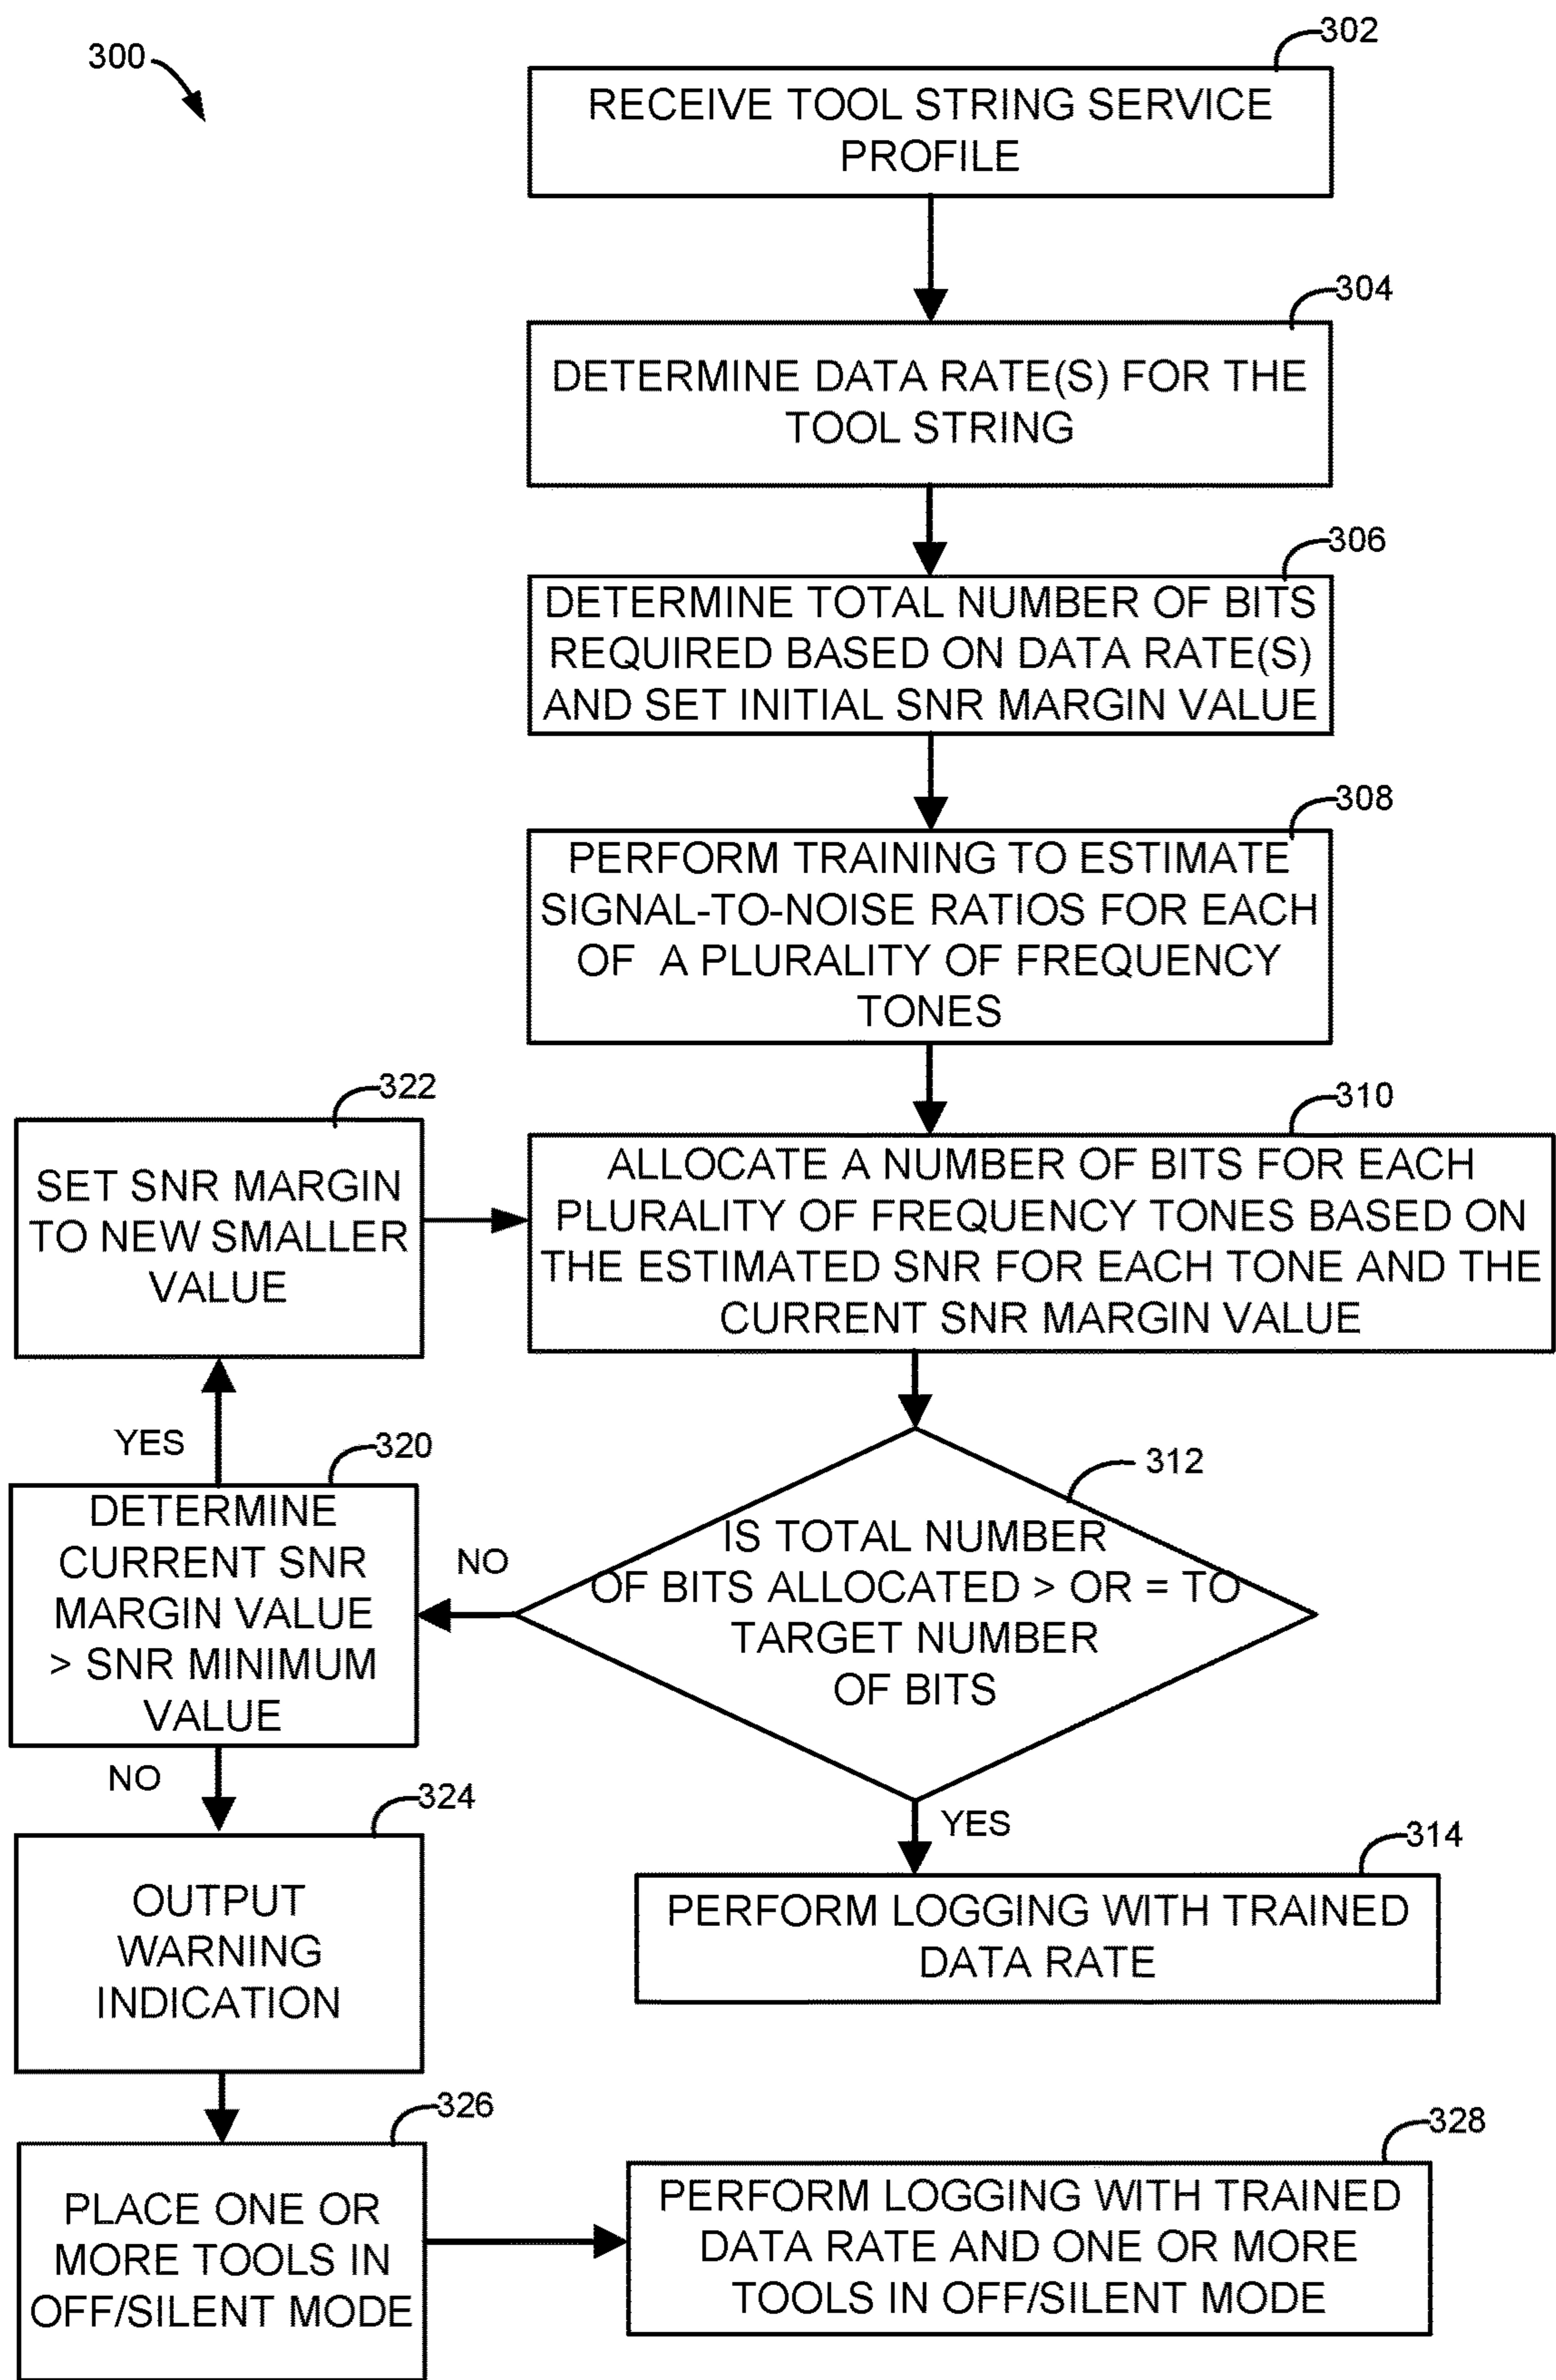 300
302
RECEIVE TOOL STRING SERVICE
PROFILE
304
DETERMINE DATA RATE(S) FOR THE
TOOL STRING
306
DETERMINE TOTAL NUMBER OF BITS
REQUIRED BASED ON DATA RATE(S)
AND SET INITIAL SNR MARGIN VALUE
308
PERFORM TRAINING TO ESTIMATE
SIGNAL-TO-NOISE RATIOS FOR EACH
OF A PLURALITY OF FREQUENCY
TONES
322
SET SNR MARGIN
TO NEW SMALLER
VALUE
310
ALLOCATE A NUMBER OF BITS FOR EACH
PLURALITY OF FREQUENCY TONES BASED ON
THE ESTIMATED SNR FOR EACH TONE AND THE
CURRENT SNR MARGIN VALUE
YES
320
DETERMINE
CURRENT SNR
MARGIN VALUE
> SNR MINIMUM
VALUE
NO
312
IS TOTAL NUMBER
OF BITS ALLOCATED > OR = TO
TARGET NUMBER
OF BITS
NO
YES
324
OUTPUT
WARNING
INDICATION
314
PERFORM LOGGING WITH TRAINED
DATA RATE
326
PLACE ONE OR
MORE TOOLS IN
OFF/SILENT MODE
328
PERFORM LOGGING WITH TRAINED
DATA RATE AND ONE OR MORE
TOOLS IN OFF/SILENT MODE